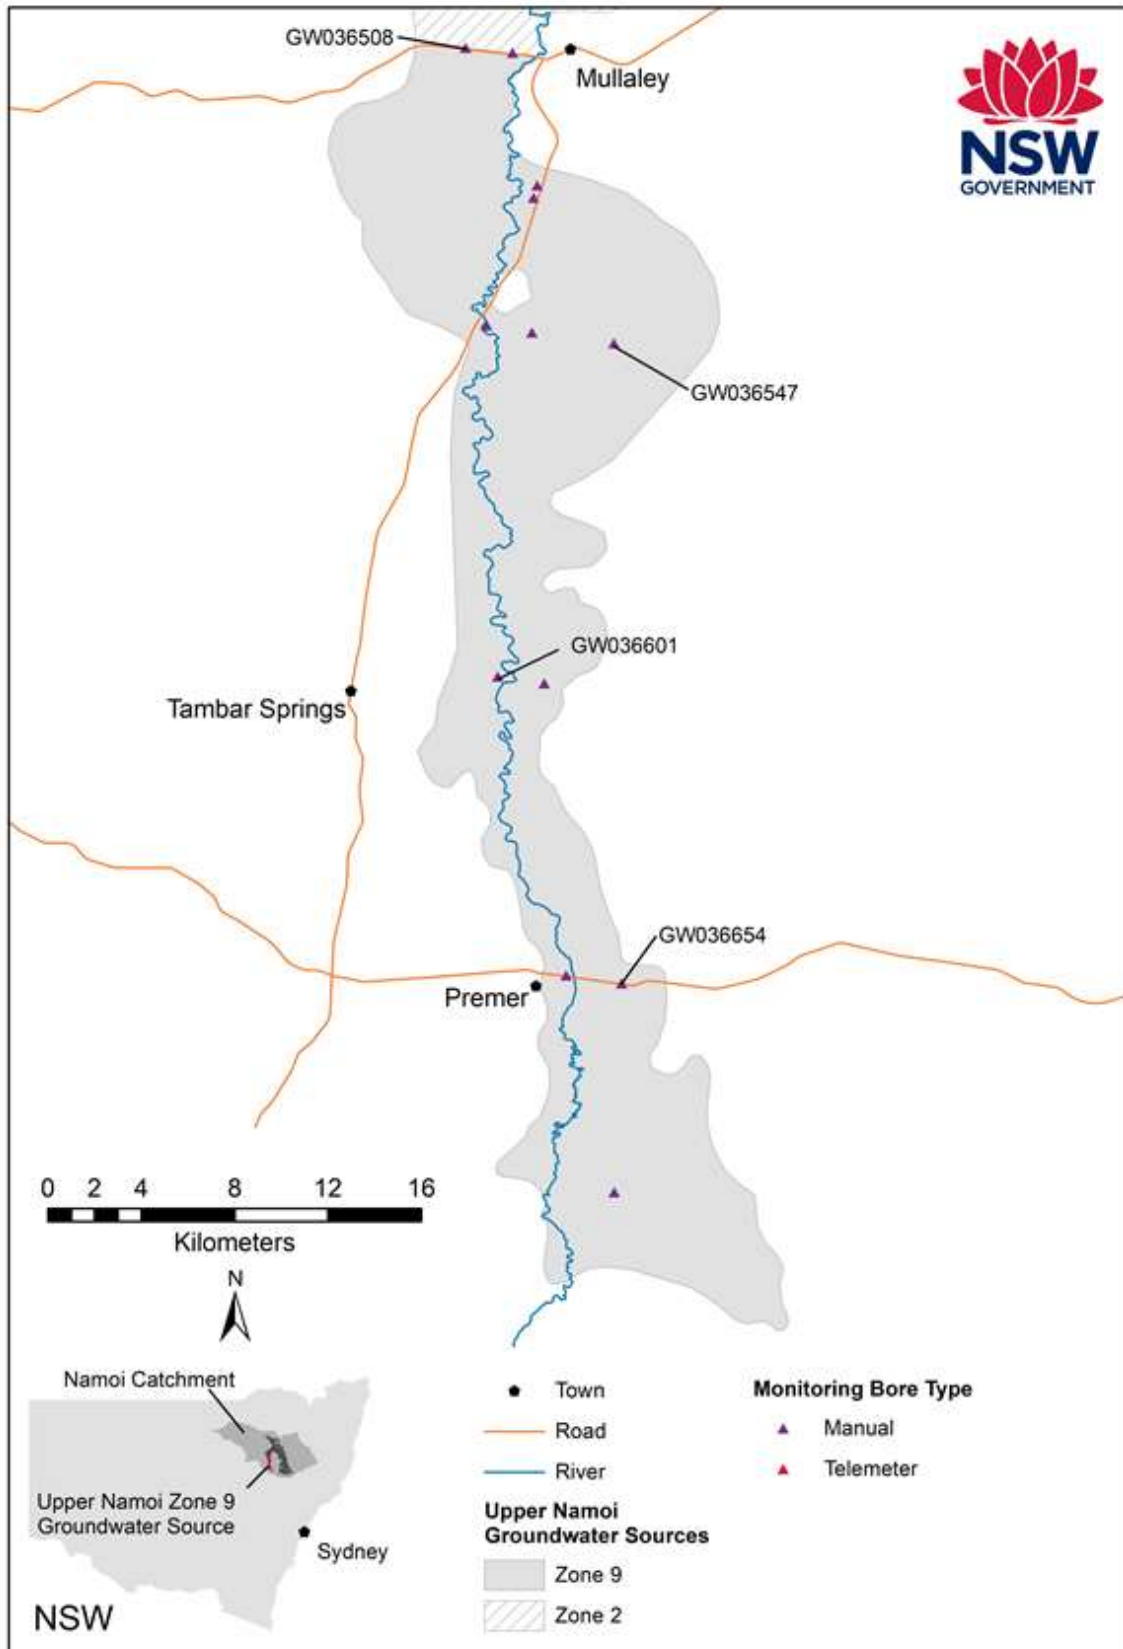 GW036508
Mullaley
NSW
GOVERNMENT
GW036547
GW036601
Tambar Springs
GW036654
Premer
0 2 4 8 12 16
Kilometers
N
Namoi Catchment
Upper Namoi Zone 9
Groundwater Source
Sydney
NSW
Town
Road
River
Upper Namoi
Groundwater Sources
Zone 9
Zone 2
Monitoring Bore Type
Manual
Telemeter